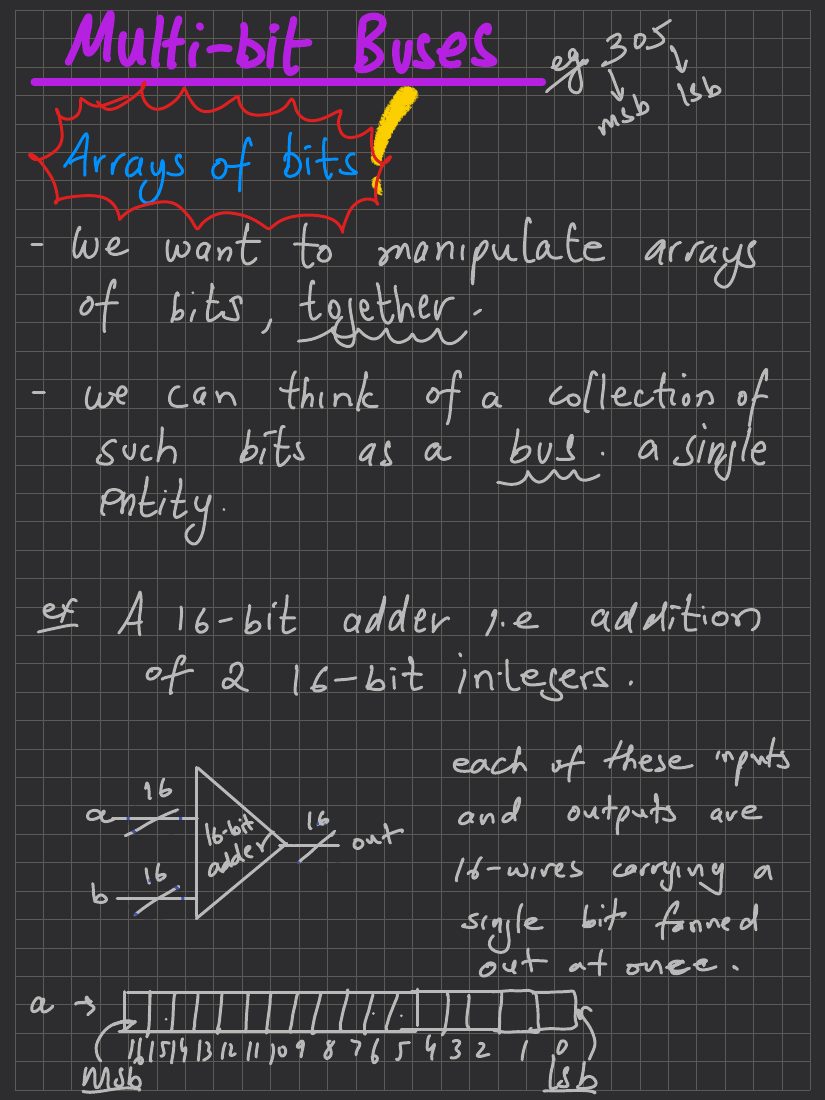 Multi-bit Buses
eg 305
msb lsb
Arrays of bits !
- we want to manipulate arrays
of bits, together.
- we can think of a collection of
such bits as a bus. a single
entity.
ex A 16-bit adder i.e addition
of 2 16-bit integers.
a 16
b 16
16-bit
adder
16 out
each of these inputs
and outputs are
16-wires carrying a
single bit fanned
out at once.
a →
16 15 14 13 12 11 10 9 8 7 6 5 4 3 2 1 0
msb lsb